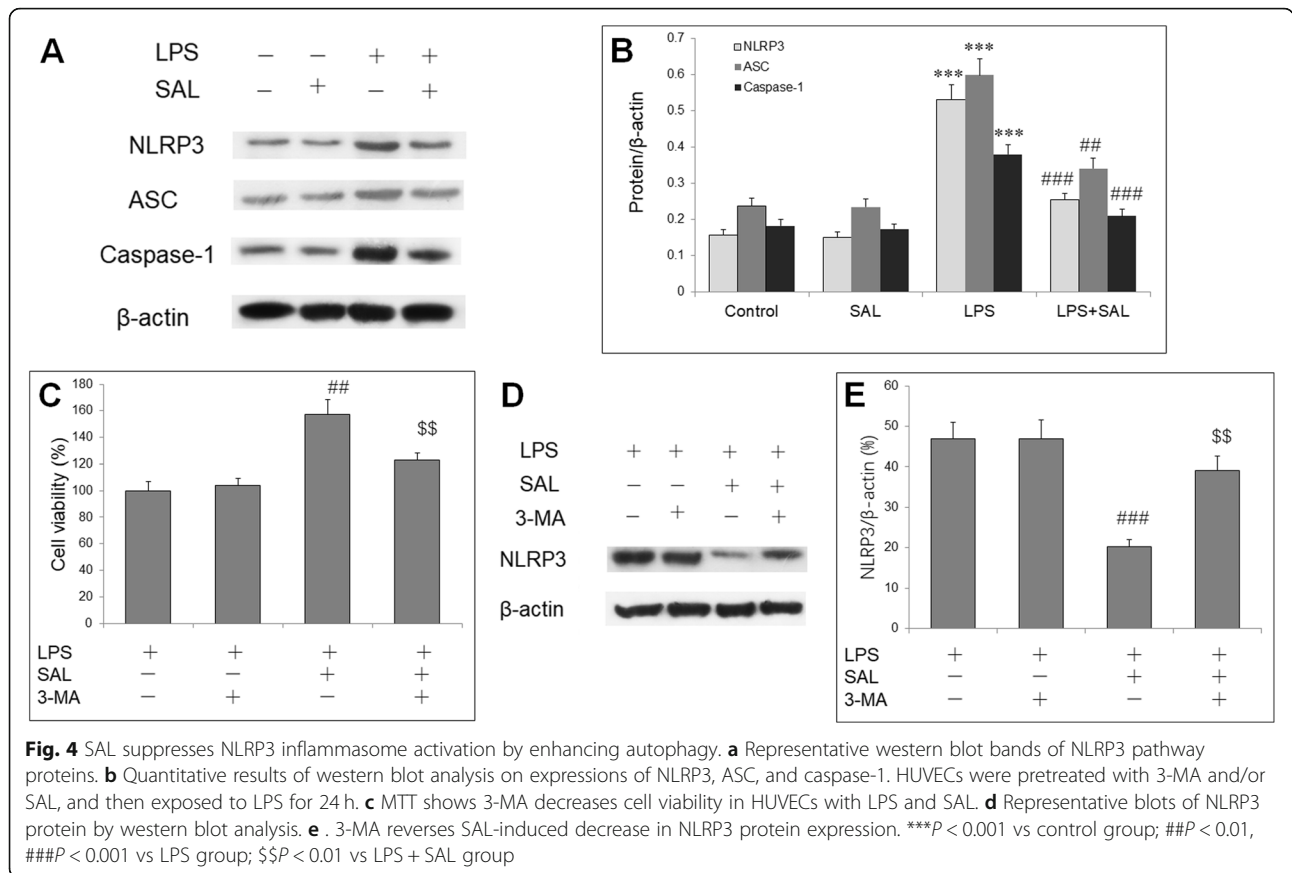 A
LPS − − + +
SAL − + − +
NLRP3
ASC
Caspase-1
β-actin
B
NLRP3
ASC
Caspase-1
Protein/β-actin
0.7
0.6
0.5
0.4
0.3
0.2
0.1
0
*** *** ***
### ## ###
Control SAL LPS LPS+SAL
C
Cell viability (%)
180
160
140
120
100
80
60
40
20
0
## $$
LPS + + + +
SAL − − + +
3-MA − + − +
D
LPS + + + +
SAL − − + +
3-MA − + − +
NLRP3
β-actin
E
NLRP3/β-actin (%)
60
50
40
30
20
10
0
### $$
LPS + + + +
SAL − − + +
3-MA − + − +
Fig. 4 SAL suppresses NLRP3 inflammasome activation by enhancing autophagy. a Representative western blot bands of NLRP3 pathway
proteins. b Quantitative results of western blot analysis on expressions of NLRP3, ASC, and caspase-1. HUVECs were pretreated with 3-MA and/or
SAL, and then exposed to LPS for 24 h. c MTT shows 3-MA decreases cell viability in HUVECs with LPS and SAL. d Representative blots of NLRP3
protein by western blot analysis. e . 3-MA reverses SAL-induced decrease in NLRP3 protein expression. ***P < 0.001 vs control group; ##P < 0.01,
###P < 0.001 vs LPS group; $$P < 0.01 vs LPS + SAL group